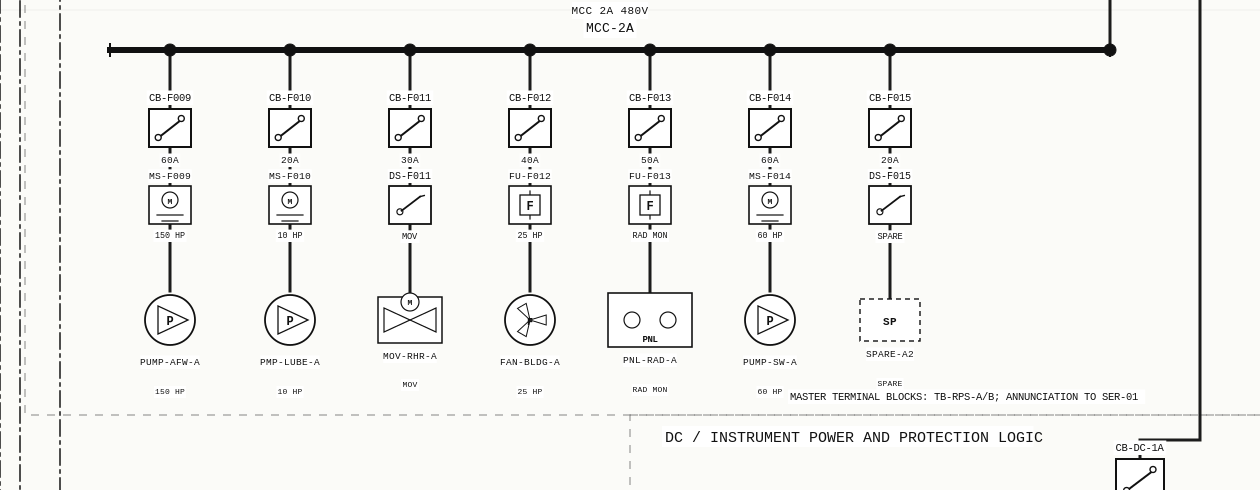 MCC 2A 480V
MCC-2A
CB-F009 CB-F010 CB-F011 CB-F012 CB-F013 CB-F014 CB-F015
60A 20A 30A 40A 50A 60A 20A
MS-F009 MS-F010 DS-F011 FU-F012 FU-F013 MS-F014 DS-F015
M M F F M
150 HP 10 HP MOV 25 HP RAD MON 60 HP SPARE
M
P P P SP
PNL
PUMP-AFW-A PMP-LUBE-A MOV-RHR-A FAN-BLDG-A PNL-RAD-A PUMP-SW-A SPARE-A2
150 HP 10 HP MOV 25 HP RAD MON 60 HP SPARE
MASTER TERMINAL BLOCKS: TB-RPS-A/B; ANNUNCIATION TO SER-01
DC / INSTRUMENT POWER AND PROTECTION LOGIC
CB-DC-1A